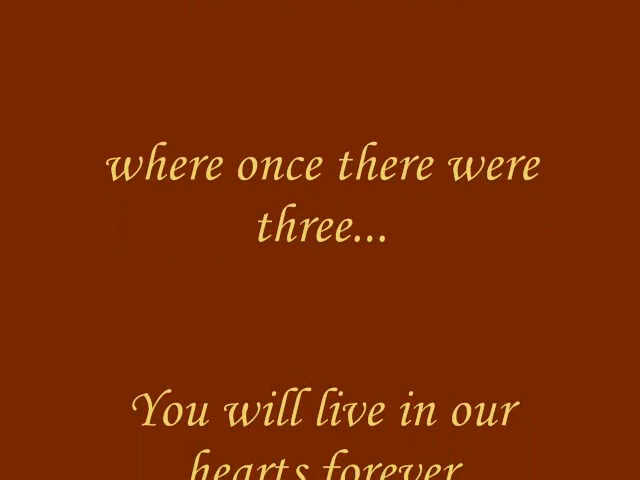 where once there were
three...
You will live in our
hearts forever